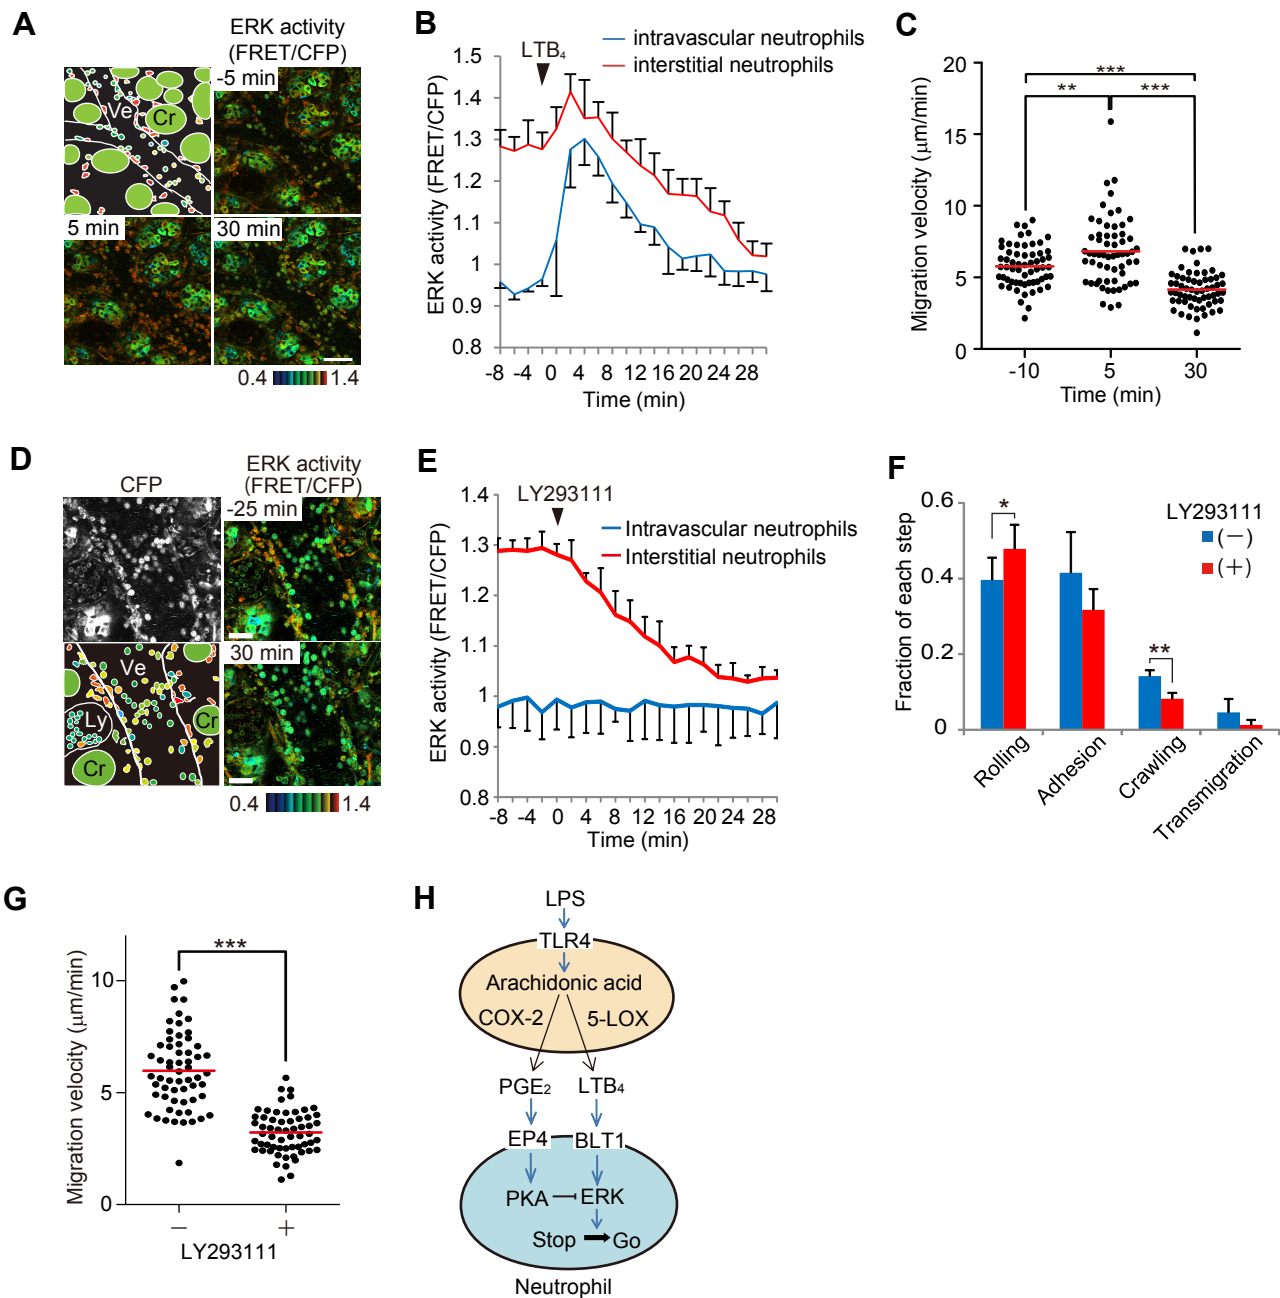 A
ERK activity
(FRET/CFP)
-5 min
Ve
Cr
5 min
30 min
0.4
1.4
B
LTB4
intravascular neutrophils
interstitial neutrophils
ERK activity (FRET/CFP)
1.5
1.4
1.3
1.2
1.1
1
0.9
0.8
-8 -4 0 4 8 12 16 20 24 28
Time (min)
C
Migration velocity (μm/min)
20
15
10
5
0
***
** ***
-10 5 30
Time (min)
D
CFP
ERK activity
(FRET/CFP)
-25 min
Ve
Ly
Cr
Cr
30 min
0.4
1.4
E
LY293111
Intravascular neutrophils
Interstitial neutrophils
ERK activity (FRET/CFP)
1.4
1.3
1.2
1.1
1
0.9
0.8
-8 -4 0 4 8 12 16 20 24 28
Time (min)
F
LY293111
(−)
(+)
Fraction of each step
0.6
0.4
0.2
0
*
**
Rolling
Adhesion
Crawling
Transmigration
G
Migration velocity (μm/min)
10
5
0
***
− +
LY293111
H
LPS
TLR4
Arachidonic acid
COX-2 5-LOX
PGE2 LTB4
EP4 BLT1
PKA ERK
Stop Go
Neutrophil